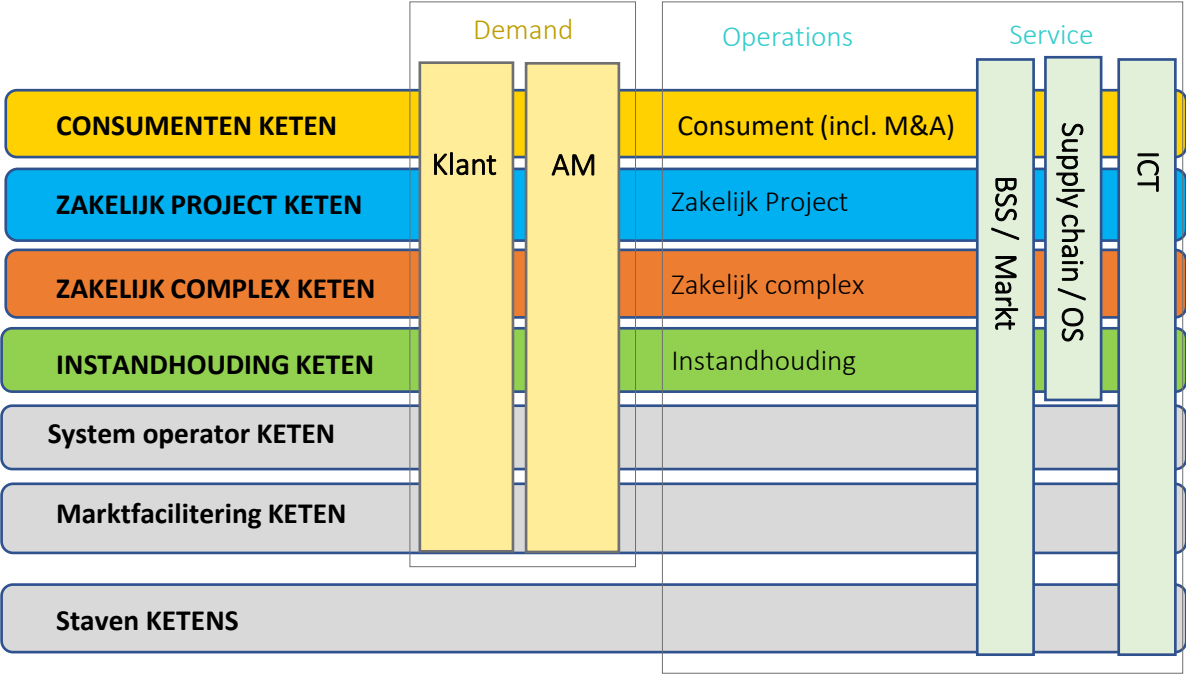 Demand
Operations
Service
CONSUMENTEN KETEN
Consument (incl. M&A)
Klant
AM
ZAKELIJK PROJECT KETEN
Zakelijk Project
ZAKELIJK COMPLEX KETEN
Zakelijk complex
INSTANDHOUDING KETEN
Instandhouding
BSS / Markt
Supply chain / OS
ICT
System operator KETEN
Marktfacilitering KETEN
Staven KETENS